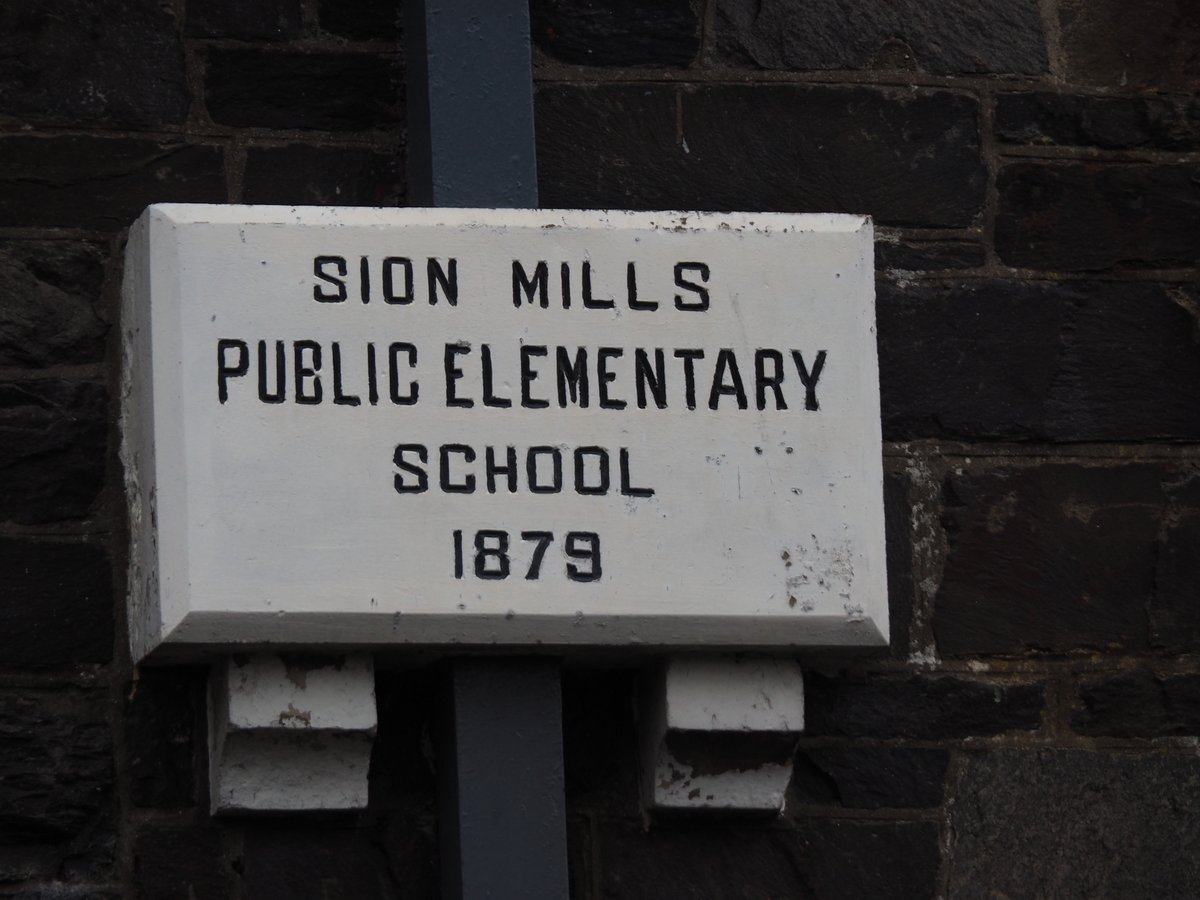 SION MILLS
PUBLIC ELEMENTARY
SCHOOL
1879